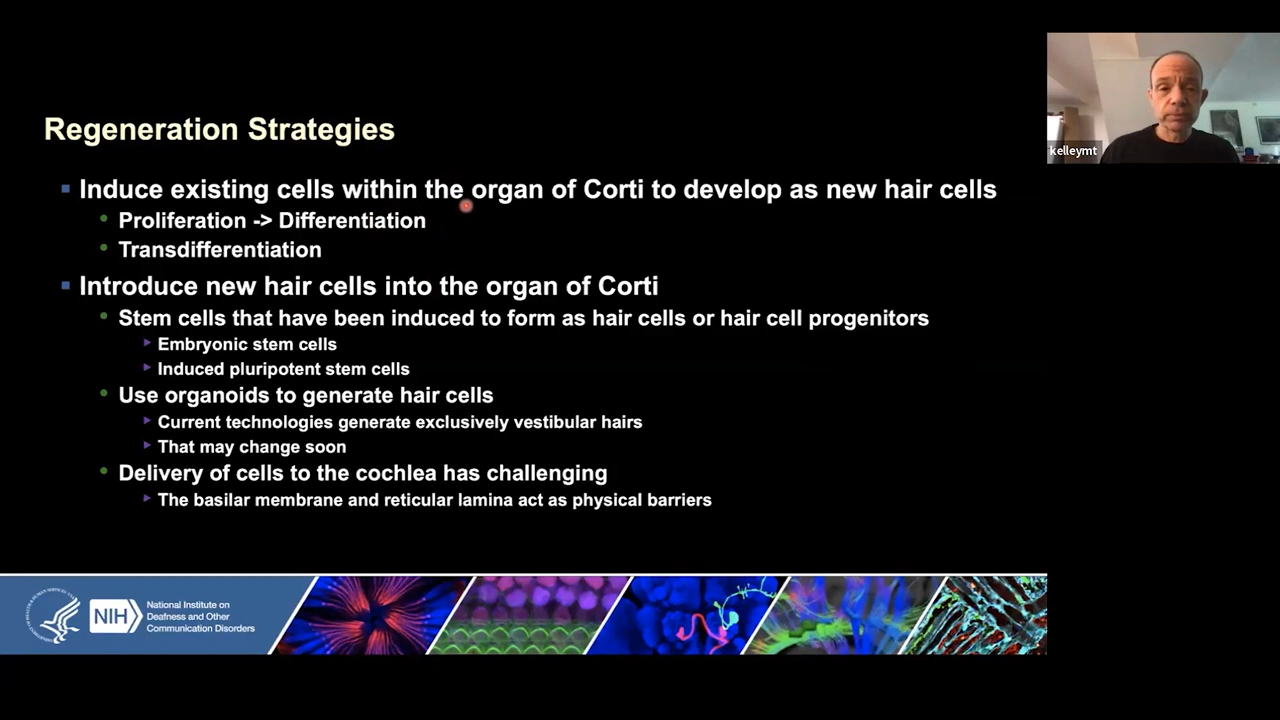 Regeneration Strategies
kelleymt
Induce existing cells within the organ of Corti to develop as new hair cells
Proliferation -> Differentiation
Transdifferentiation
Introduce new hair cells into the organ of Corti
Stem cells that have been induced to form as hair cells or hair cell progenitors
Embryonic stem cells
Induced pluripotent stem cells
Use organoids to generate hair cells
Current technologies generate exclusively vestibular hairs
That may change soon
Delivery of cells to the cochlea has challenging
The basilar membrane and reticular lamina act as physical barriers
NIH
National Institute on
Deafness and Other
Communication Disorders